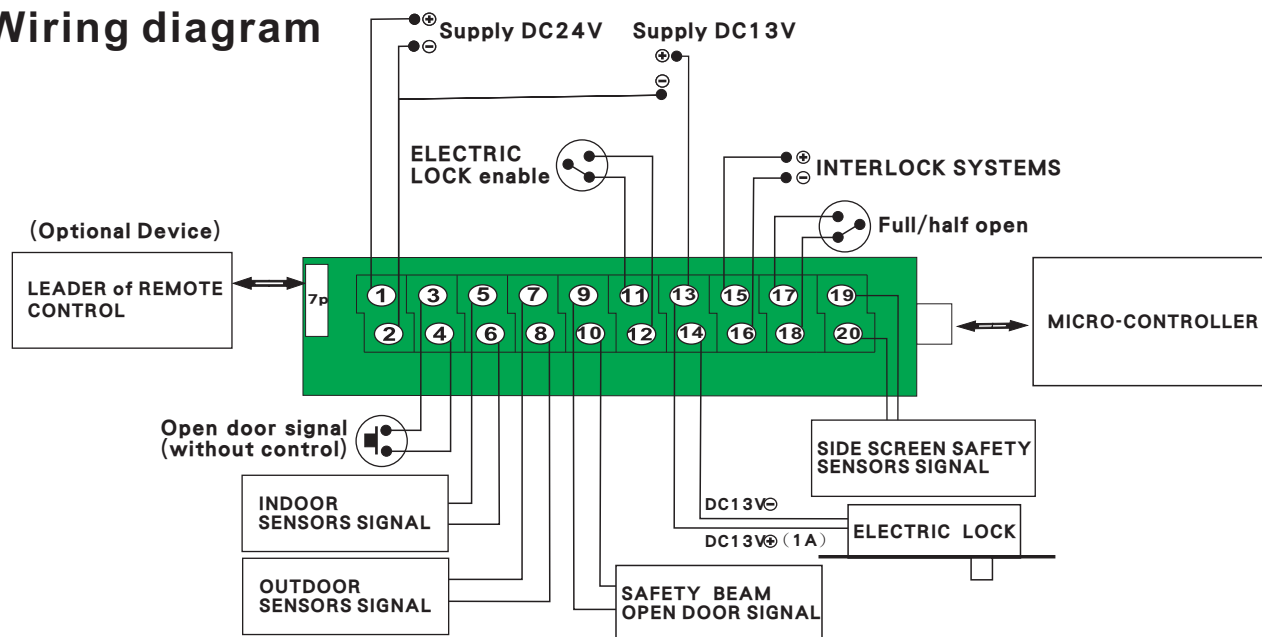 Wiring diagram
⊕
⊖
Supply DC24V
Supply DC13V
⊕
⊖
ELECTRIC
LOCK enable
⊕
⊖
INTERLOCK SYSTEMS
Full/half open
(Optional Device)
LEADER of REMOTE
CONTROL
7p
1 3 5 7 9 11 13 15 17 19
2 4 6 8 10 12 14 16 18 20
MICRO-CONTROLLER
Open door signal
(without control)
INDOOR
SENSORS SIGNAL
OUTDOOR
SENSORS SIGNAL
SAFETY BEAM
OPEN DOOR SIGNAL
SIDE SCREEN SAFETY
SENSORS SIGNAL
DC13V⊖
DC13V⊕(1A)
ELECTRIC LOCK